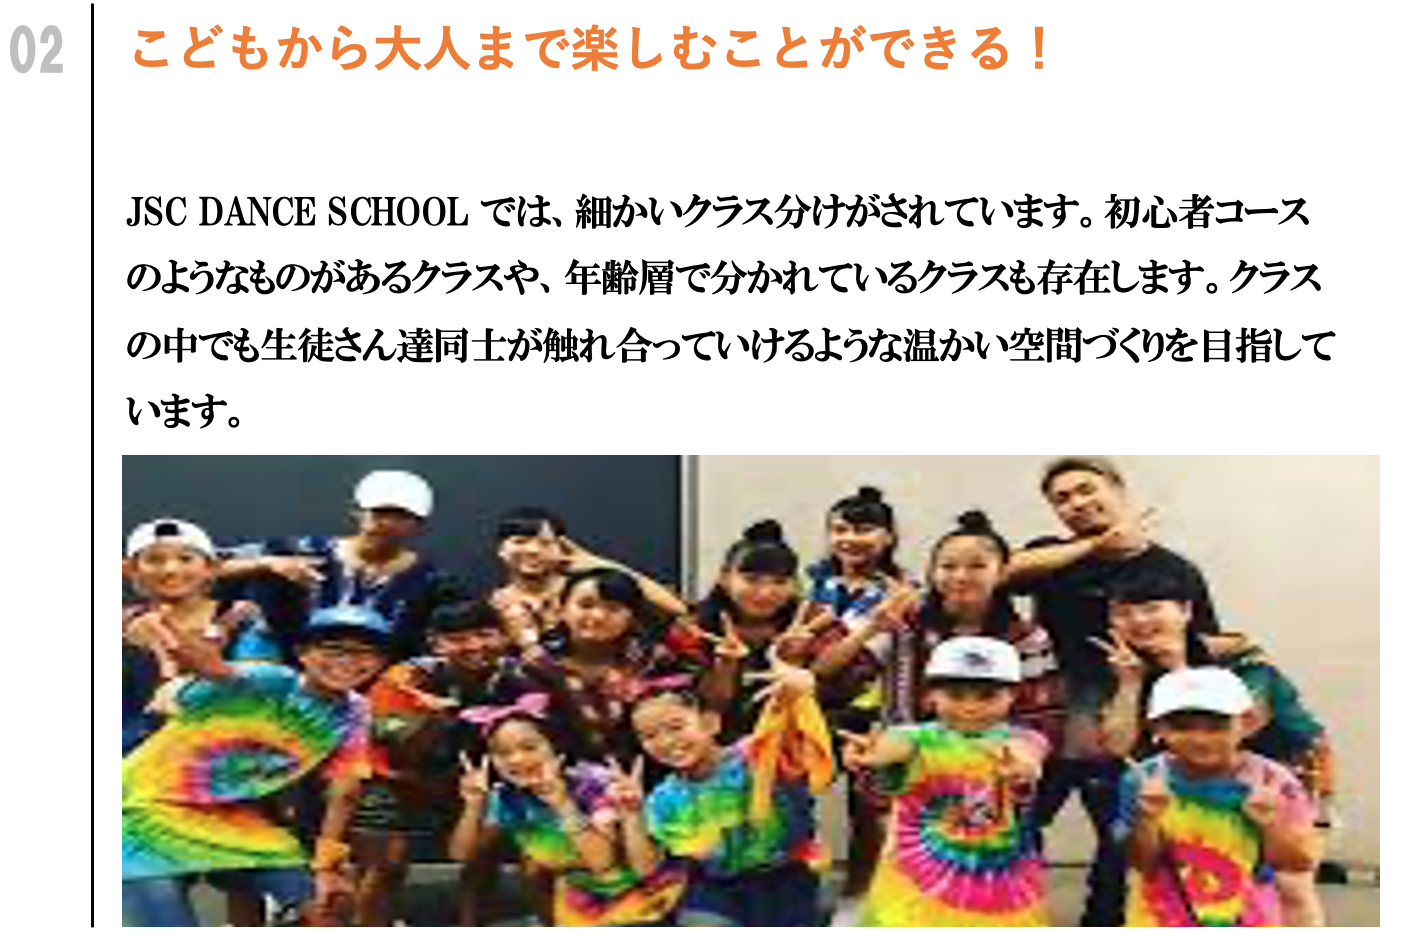 02
こどもから大人まで楽しむことができる！
JSC DANCE SCHOOL では、細かいクラス分けがされています。初心者コース
のようなものがあるクラスや、年齢層で分かれているクラスも存在します。クラス
の中でも生徒さん達同士が触れ合っていけるような温かい空間づくりを目指して
います。